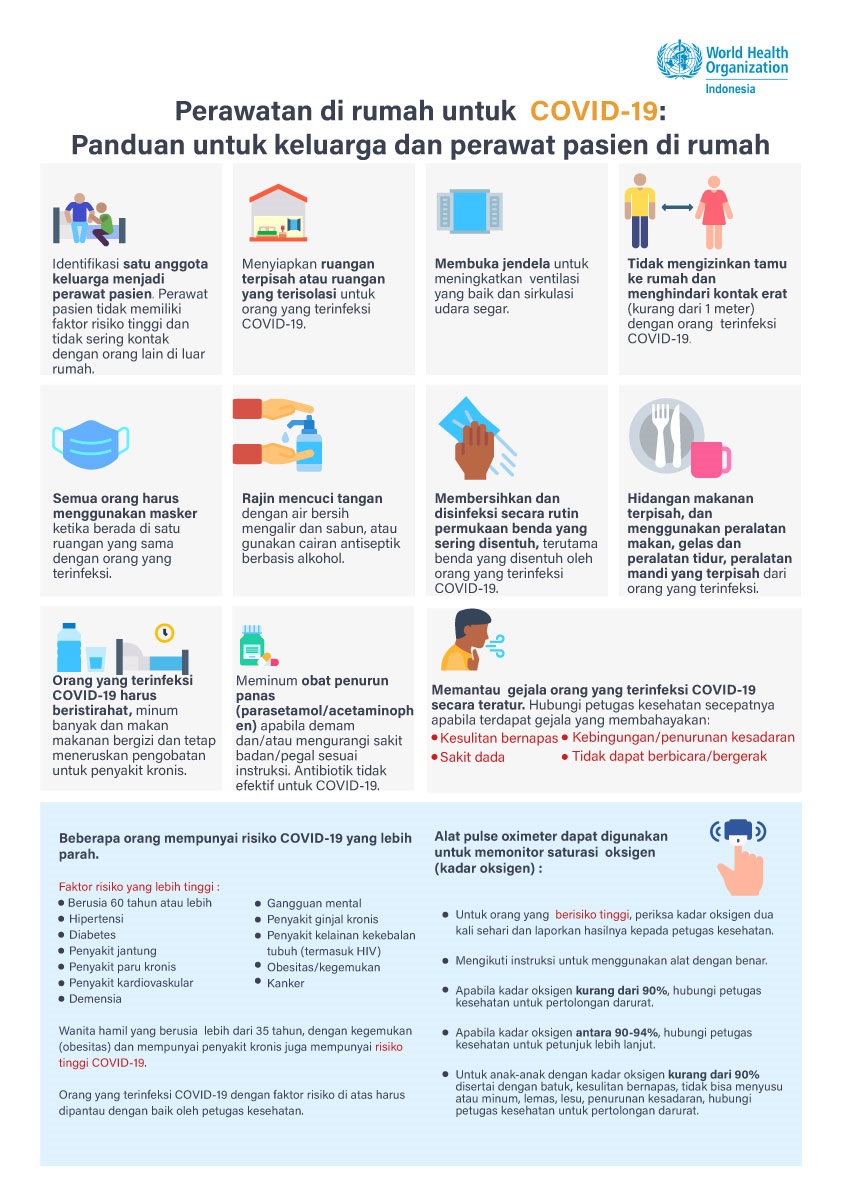 World Health
Organization
Indonesia
Perawatan di rumah untuk COVID-19:
Panduan untuk keluarga dan perawat pasien di rumah
Identifikasi satu anggota
keluarga menjadi
perawat pasien. Perawat
pasien tidak memiliki
faktor risiko tinggi dan
tidak sering kontak
dengan orang lain di luar
rumah.
Menyiapkan ruangan
terpisah atau ruangan
yang terisolasi untuk
orang yang terinfeksi
COVID-19.
Membuka jendela untuk
meningkatkan ventilasi
yang baik dan sirkulasi
udara segar.
Tidak mengizinkan tamu
ke rumah dan
menghindari kontak erat
(kurang dari 1 meter)
dengan orang terinfeksi
COVID-19.
Semua orang harus
menggunakan masker
ketika berada di satu
ruangan yang sama
dengan orang yang
terinfeksi.
Rajin mencuci tangan
dengan air bersih
mengalir dan sabun, atau
gunakan cairan antiseptik
berbasis alkohol.
Membersihkan dan
disinfeksi secara rutin
permukaan benda yang
sering disentuh, terutama
benda yang disentuh oleh
orang yang terinfeksi
COVID-19.
Hidangan makanan
terpisah, dan
menggunakan peralatan
makan, gelas dan
peralatan tidur, peralatan
mandi yang terpisah dari
orang yang terinfeksi.
Orang yang terinfeksi
COVID-19 harus
beristirahat, minum
banyak dan makan
makanan bergizi dan tetap
meneruskan pengobatan
untuk penyakit kronis.
Meminum obat penurun
panas
(parasetamol/acetaminoph
en) apabila demam
dan/atau mengurangi sakit
badan/pegal sesuai
instruksi. Antibiotik tidak
efektif untuk COVID-19.
Memantau gejala orang yang terinfeksi COVID-19
secara teratur. Hubungi petugas kesehatan secepatnya
apabila terdapat gejala yang membahayakan:
• Kesulitan bernapas • Kebingungan/penurunan kesadaran
• Sakit dada • Tidak dapat berbicara/bergerak
Beberapa orang mempunyai risiko COVID-19 yang lebih
parah.
Faktor risiko yang lebih tinggi :
• Berusia 60 tahun atau lebih
• Hipertensi
• Diabetes
• Penyakit jantung
• Penyakit paru kronis
• Penyakit kardiovaskular
• Demensia
• Gangguan mental
• Penyakit ginjal kronis
• Penyakit kelainan kekebalan
tubuh (termasuk HIV)
• Obesitas/kegemukan
• Kanker
Wanita hamil yang berusia lebih dari 35 tahun, dengan kegemukan
(obesitas) dan mempunyai penyakit kronis juga mempunyai risiko
tinggi COVID-19.
Orang yang terinfeksi COVID-19 dengan faktor risiko di atas harus
dipantau dengan baik oleh petugas kesehatan.
Alat pulse oximeter dapat digunakan
untuk memonitor saturasi oksigen
(kadar oksigen) :
• Untuk orang yang berisiko tinggi, periksa kadar oksigen dua
kali sehari dan laporkan hasilnya kepada petugas kesehatan.
• Mengikuti instruksi untuk menggunakan alat dengan benar.
• Apabila kadar oksigen kurang dari 90%, hubungi petugas
kesehatan untuk pertolongan darurat.
• Apabila kadar oksigen antara 90-94%, hubungi petugas
kesehatan untuk petunjuk lebih lanjut.
• Untuk anak-anak dengan kadar oksigen kurang dari 90%
disertai dengan batuk, kesulitan bernapas, tidak bisa menyusu
atau minum, lemas, lesu, penurunan kesadaran, hubungi
petugas kesehatan untuk pertolongan darurat.